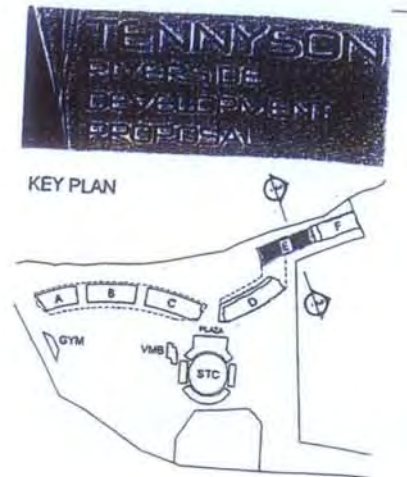 TENNYSON
RIVERSIDE
DEVELOPMENT
PROPOSAL
KEY PLAN
F
E
A
B
C
D
PLAZA
GYM
VMB
STC